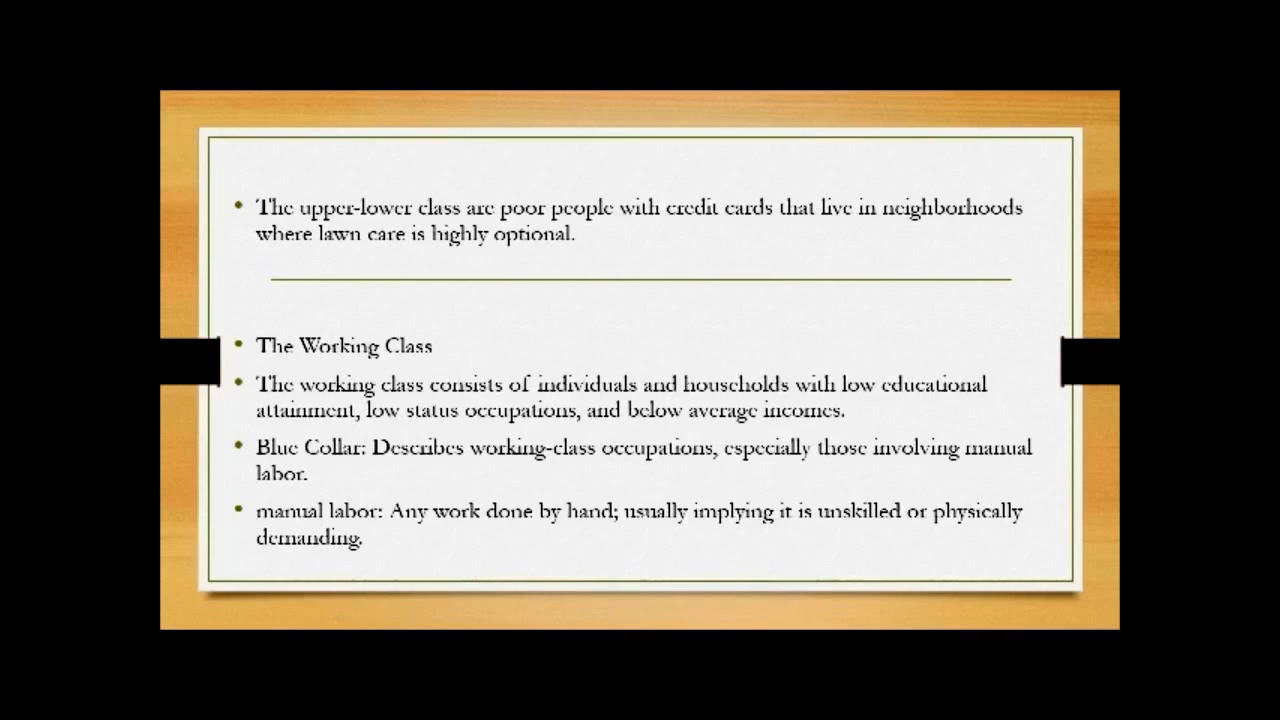 • The upper-lower class are poor people with credit cards that live in neighborhoods
where lawn care is highly optional.
• The Working Class
• The working class consists of individuals and households with low educational
attainment, low status occupations, and below average incomes.
• Blue Collar: Describes working-class occupations, especially those involving manual
labor.
• manual labor: Any work done by hand; usually implying it is unskilled or physically
demanding.